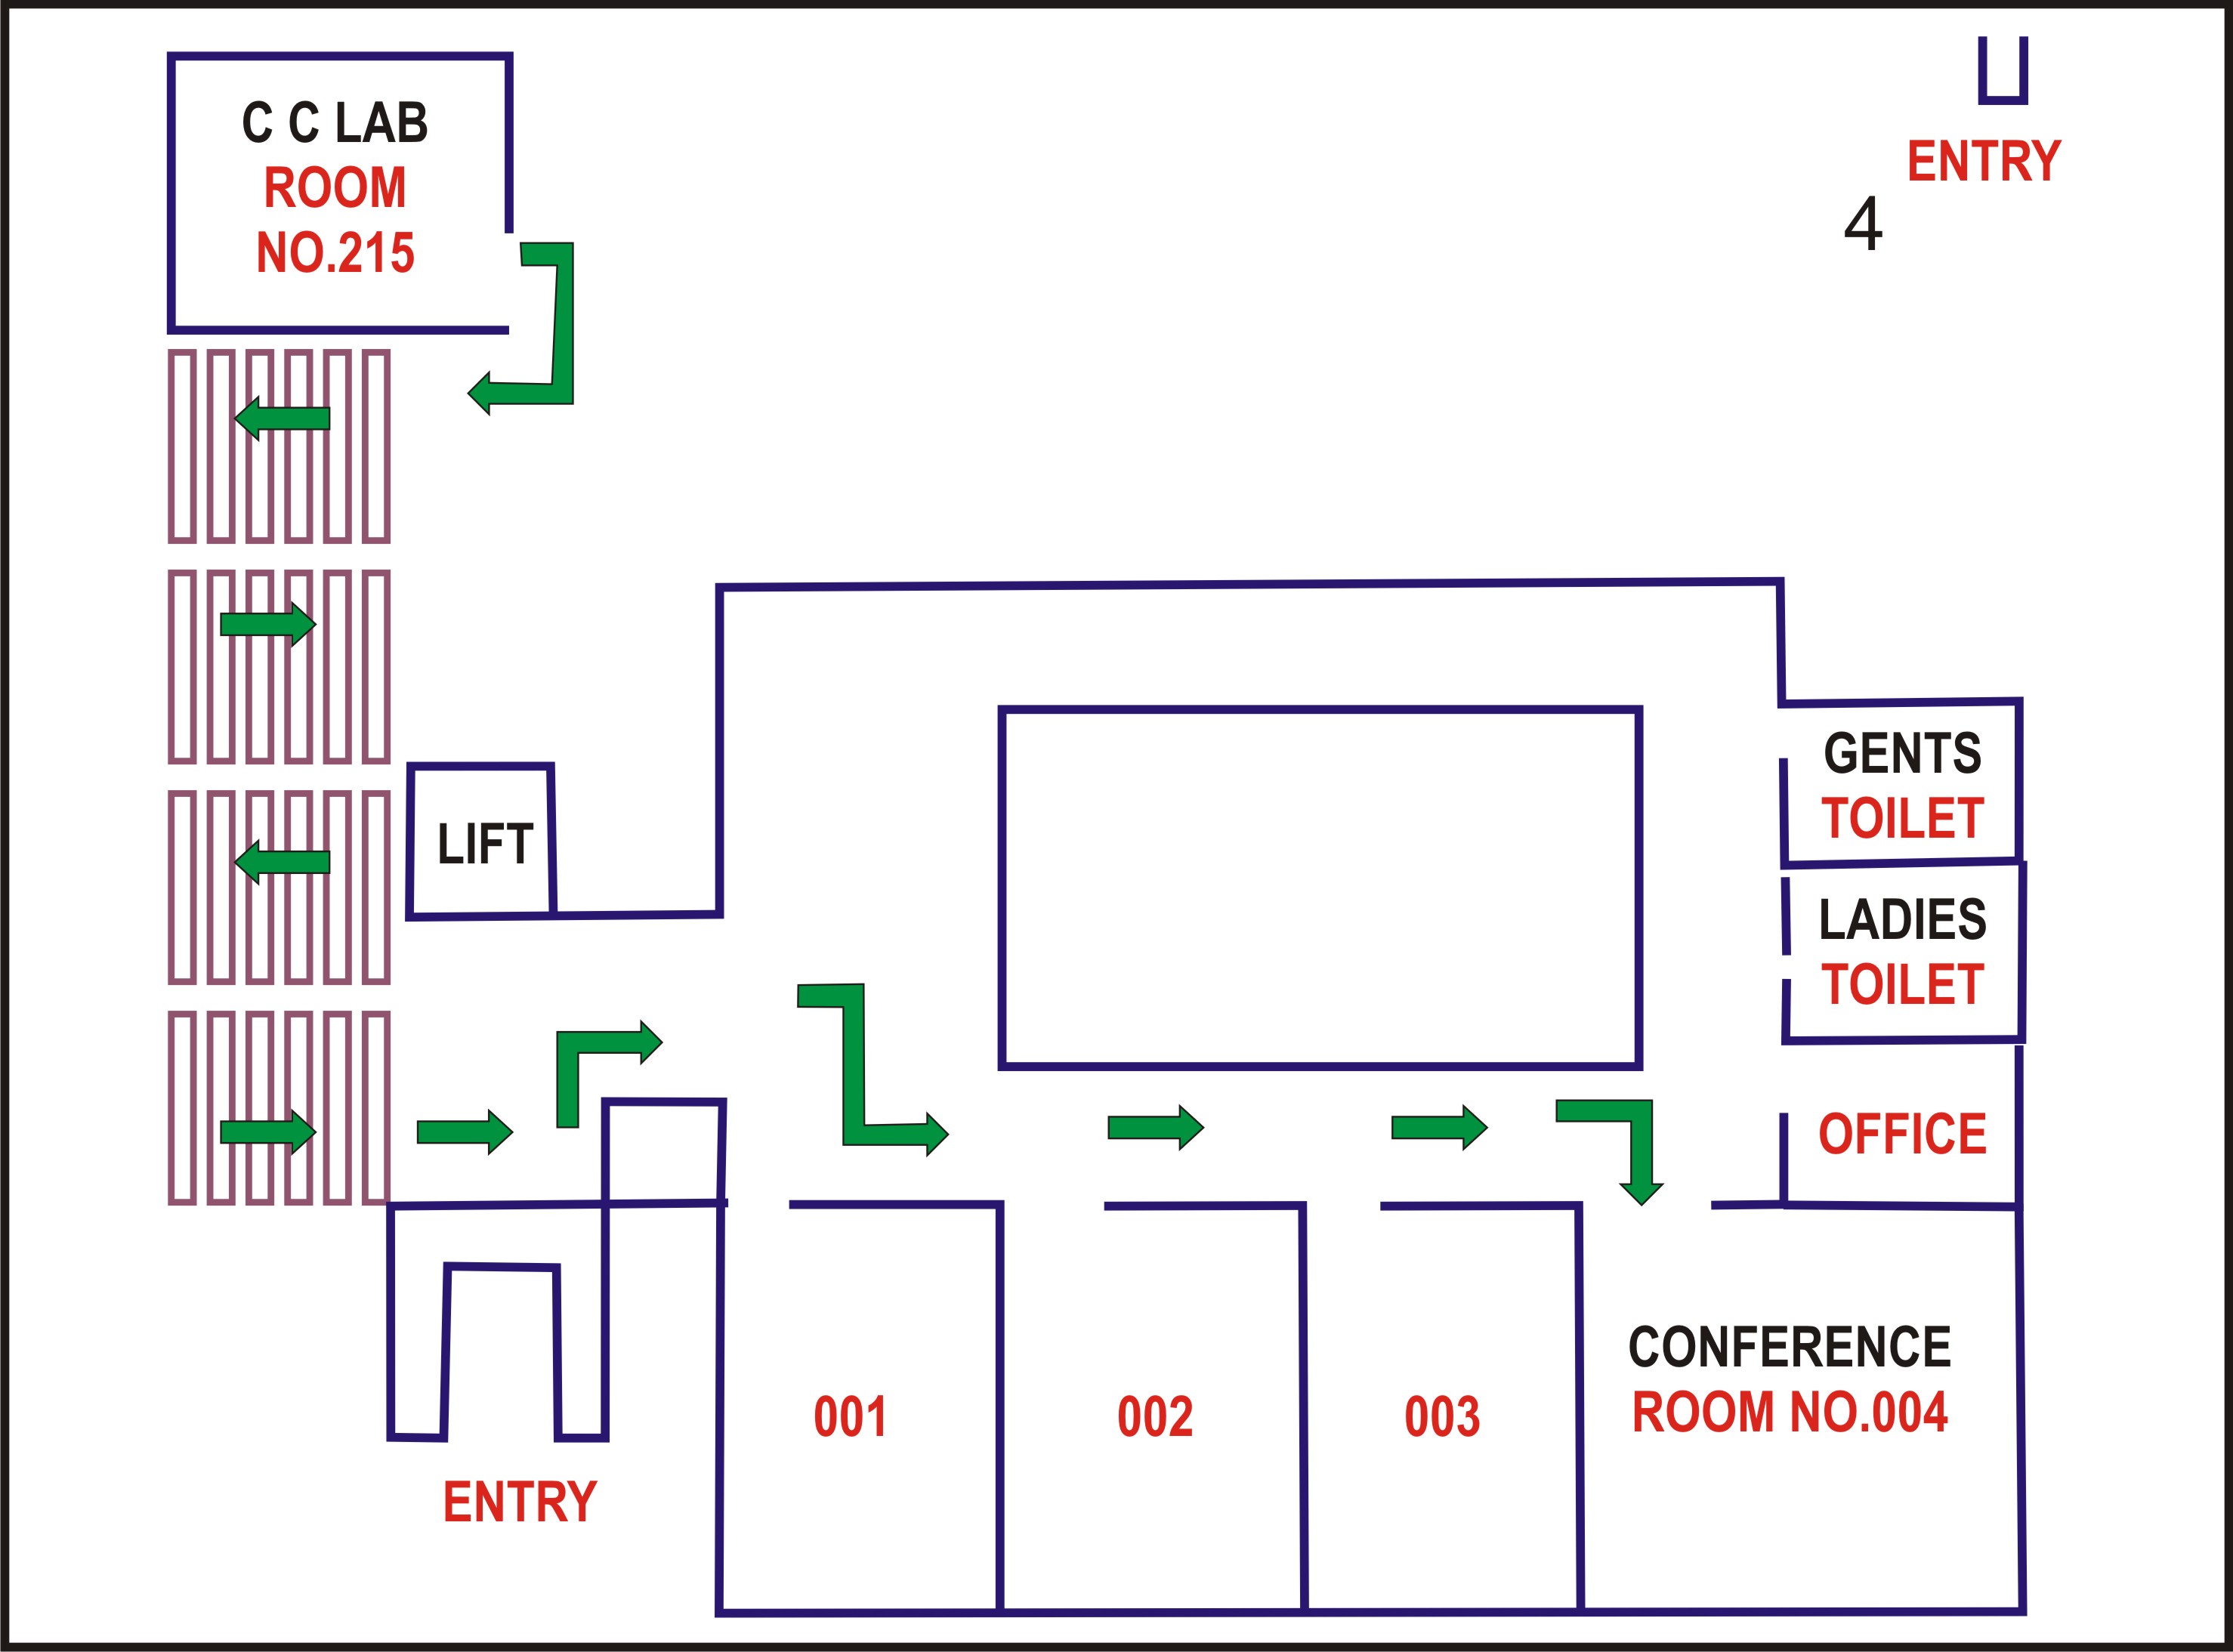 C C LAB
ROOM
NO.215
ENTRY
4
GENTS
TOILET
LIFT
LADIES
TOILET
OFFICE
CONFERENCE
ROOM NO.004
001
002
003
ENTRY